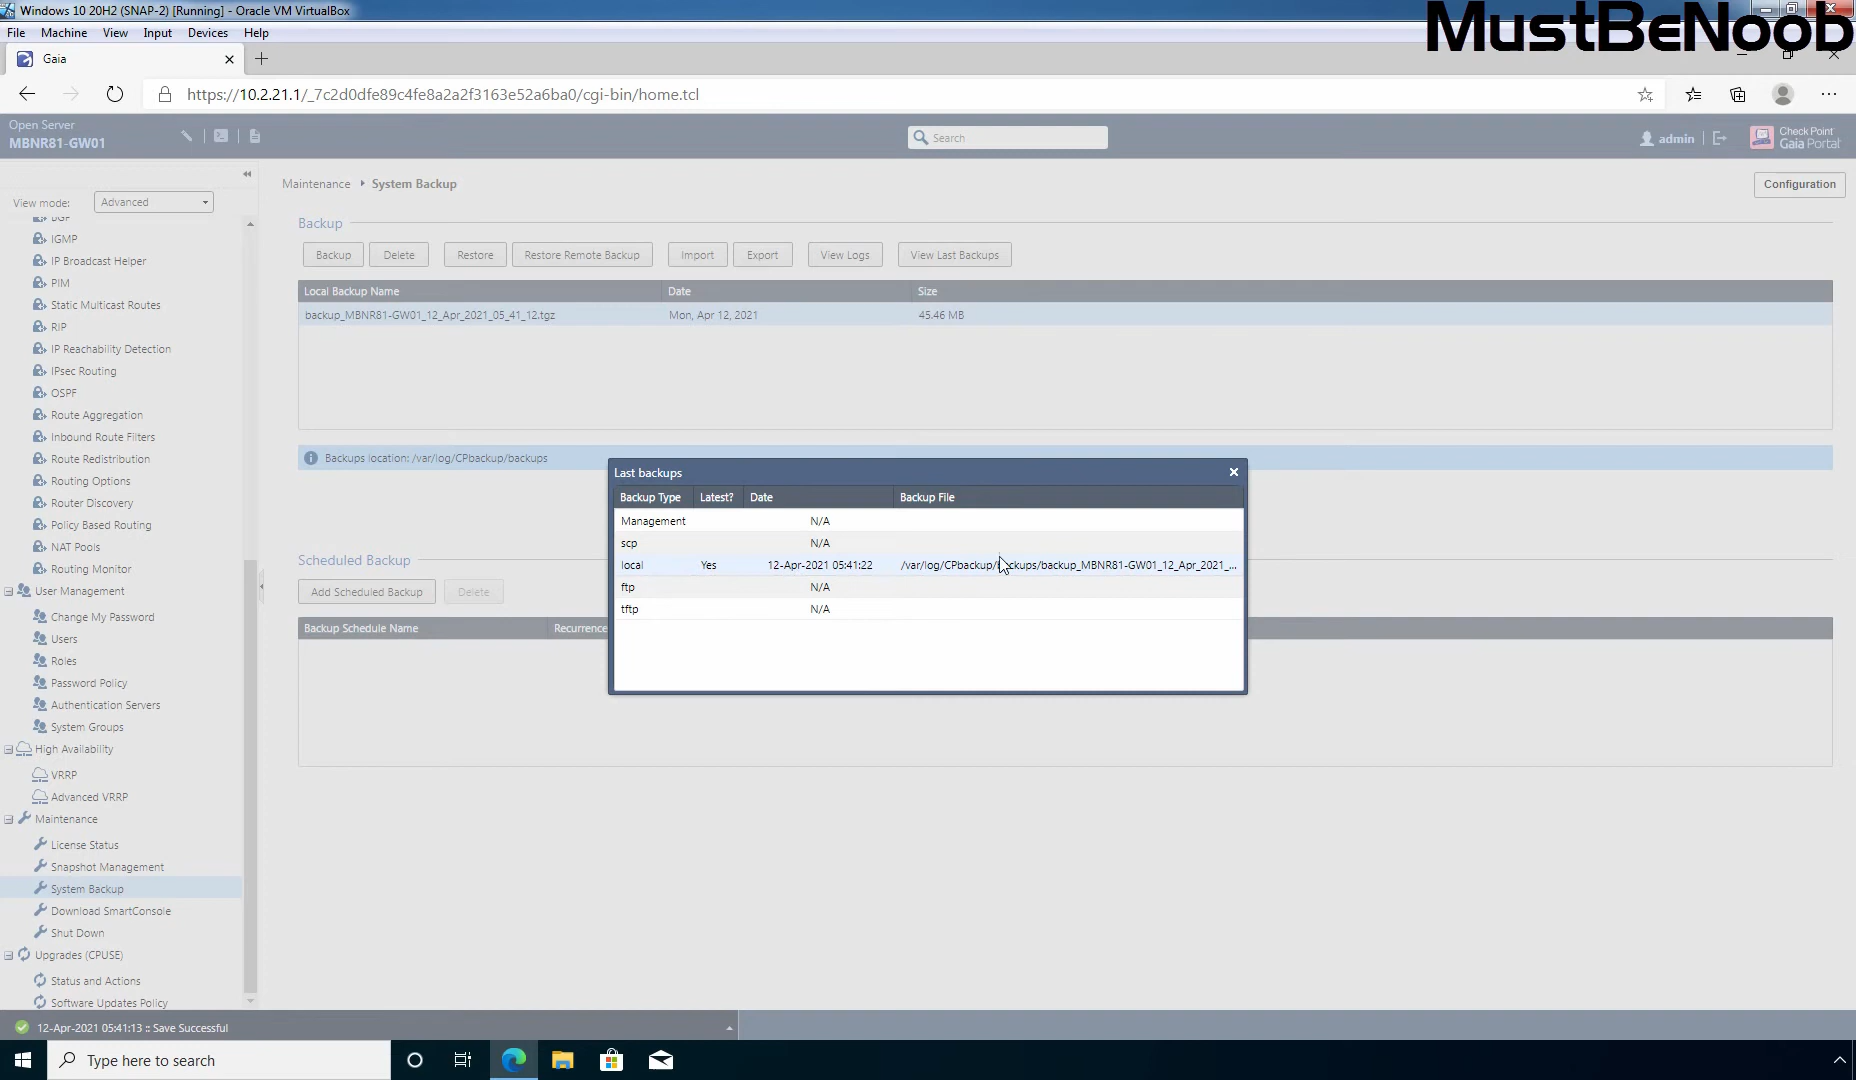 Windows 10 20H2 (SNAP-2) [Running] - Oracle VM VirtualBox
MustBeNoob
File Machine View Input Devices Help
Gaia
https://10.2.21.1/_7c2d0dfe89c4fe8a2a2f3163e52a6ba0/cgi-bin/home.tcl
Open Server
MBNR81-GW01
Search
admin
Check Point
Gaia Portal
View mode: Advanced
BGP
IGMP
IP Broadcast Helper
PIM
Static Multicast Routes
RIP
IP Reachability Detection
IPsec Routing
OSPF
Route Aggregation
Inbound Route Filters
Route Redistribution
Routing Options
Router Discovery
Policy Based Routing
NAT Pools
Routing Monitor
User Management
Change My Password
Users
Roles
Password Policy
Authentication Servers
System Groups
High Availability
VRRP
Advanced VRRP
Maintenance
License Status
Snapshot Management
System Backup
Download SmartConsole
Shut Down
Upgrades (CPUSE)
Status and Actions
Software Updates Policy
Maintenance System Backup
Configuration
Backup
Backup Delete Restore Restore Remote Backup Import Export View Logs View Last Backups
Local Backup Name Date Size
backup_MBNR81-GW01_12_Apr_2021_05_41_12.tgz Mon, Apr 12, 2021 45.46 MB
Backups location: /var/log/CPbackup/backups
Scheduled Backup
Add Scheduled Backup Delete
Backup Schedule Name Recurrence
Last backups
Backup Type Latest? Date Backup File
Management N/A
scp N/A
local Yes 12-Apr-2021 05:41:22 /var/log/CPbackup/backups/backup_MBNR81-GW01_12_Apr_2021_...
ftp N/A
tftp N/A
12-Apr-2021 05:41:13 :: Save Successful
Type here to search